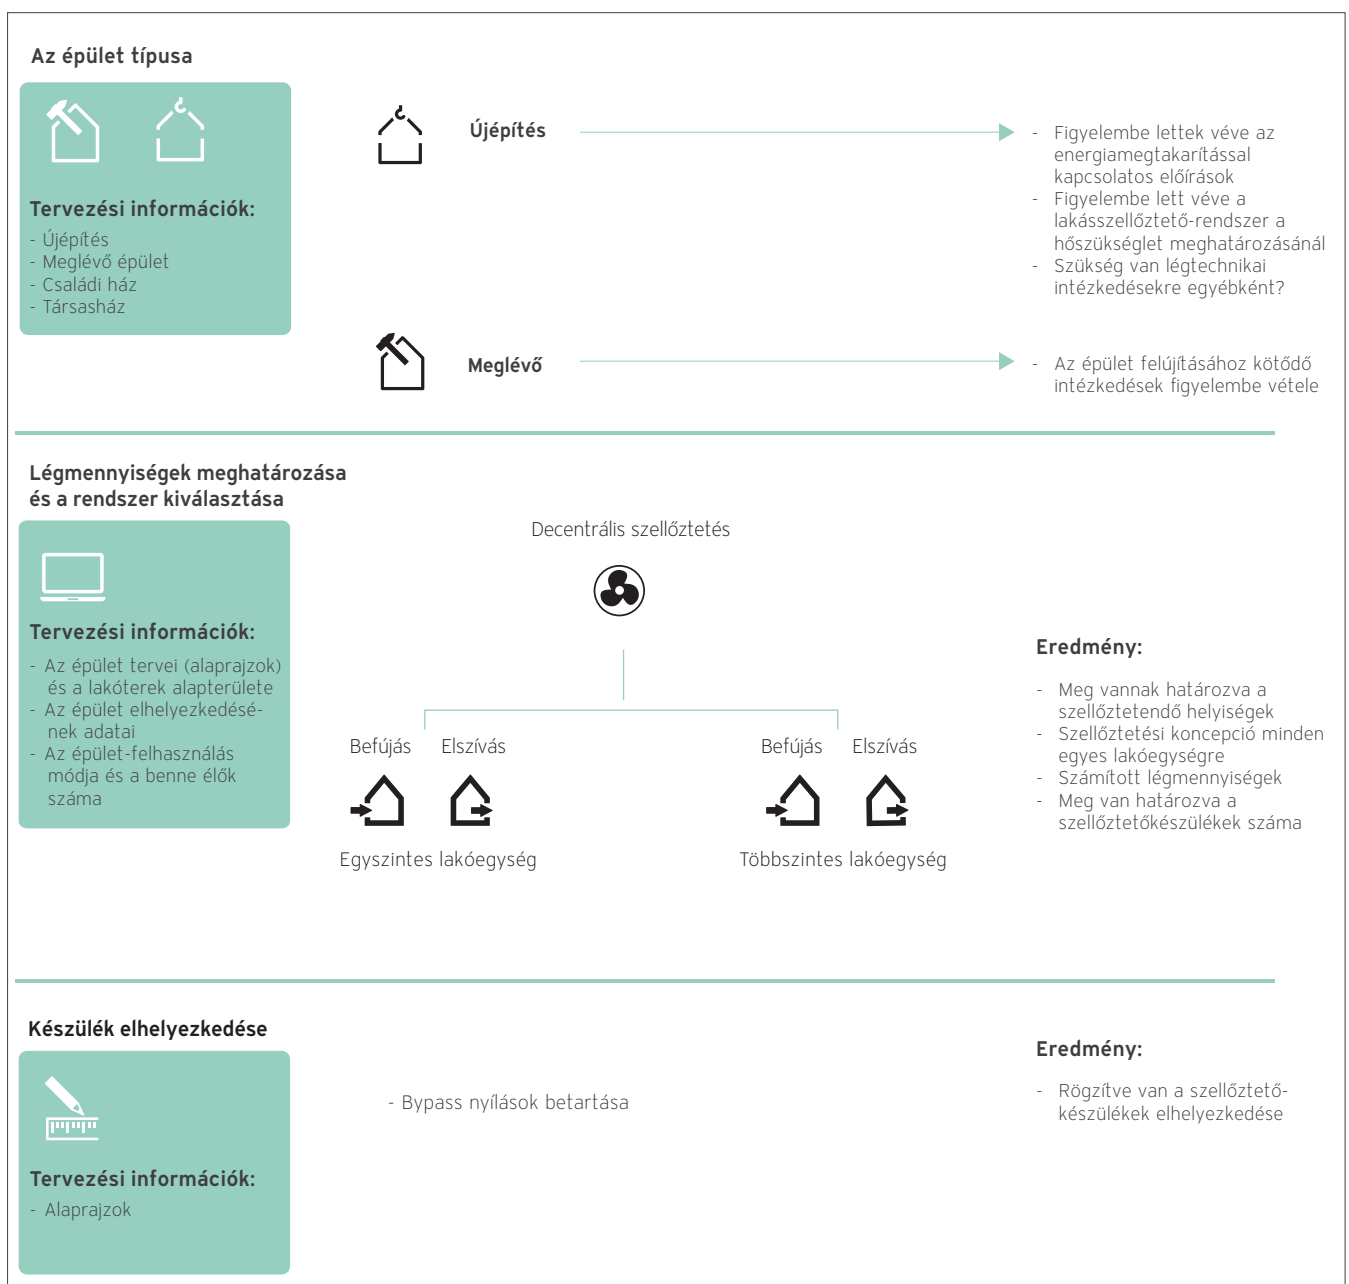 Az épület típusa
Tervezési információk:
- Újépítés
- Meglévő épület
- Családi ház
- Társasház
Újépítés
- Figyelembe lettek véve az
energiamegtakarítással
kapcsolatos előírások
- Figyelembe lett véve a
lakásszellőztető-rendszer a
hőszükséglet meghatározásánál
- Szükség van légtechnikai
intézkedésekre egyébként?
Meglévő
- Az épület felújításához kötődő
intézkedések figyelembe vétele
Légmennyiségek meghatározása
és a rendszer kiválasztása
Tervezési információk:
- Az épület tervei (alaprajzok)
és a lakóterek alapterülete
- Az épület elhelyezkedésé-
nek adatai
- Az épület-felhasználás
módja és a benne élők
száma
Decentrális szellőztetés
Befújás Elszívás
Egyszintes lakóegység
Befújás Elszívás
Többszintes lakóegység
Eredmény:
- Meg vannak határozva a
szellőztetendő helyiségek
- Szellőztetési koncepció minden
egyes lakóegységre
- Számított légmennyiségek
- Meg van határozva a
szellőztetőkészülékek száma
Készülék elhelyezkedése
Tervezési információk:
- Alaprajzok
- Bypass nyílások betartása
Eredmény:
- Rögzítve van a szellőztető-
készülékek elhelyezkedése